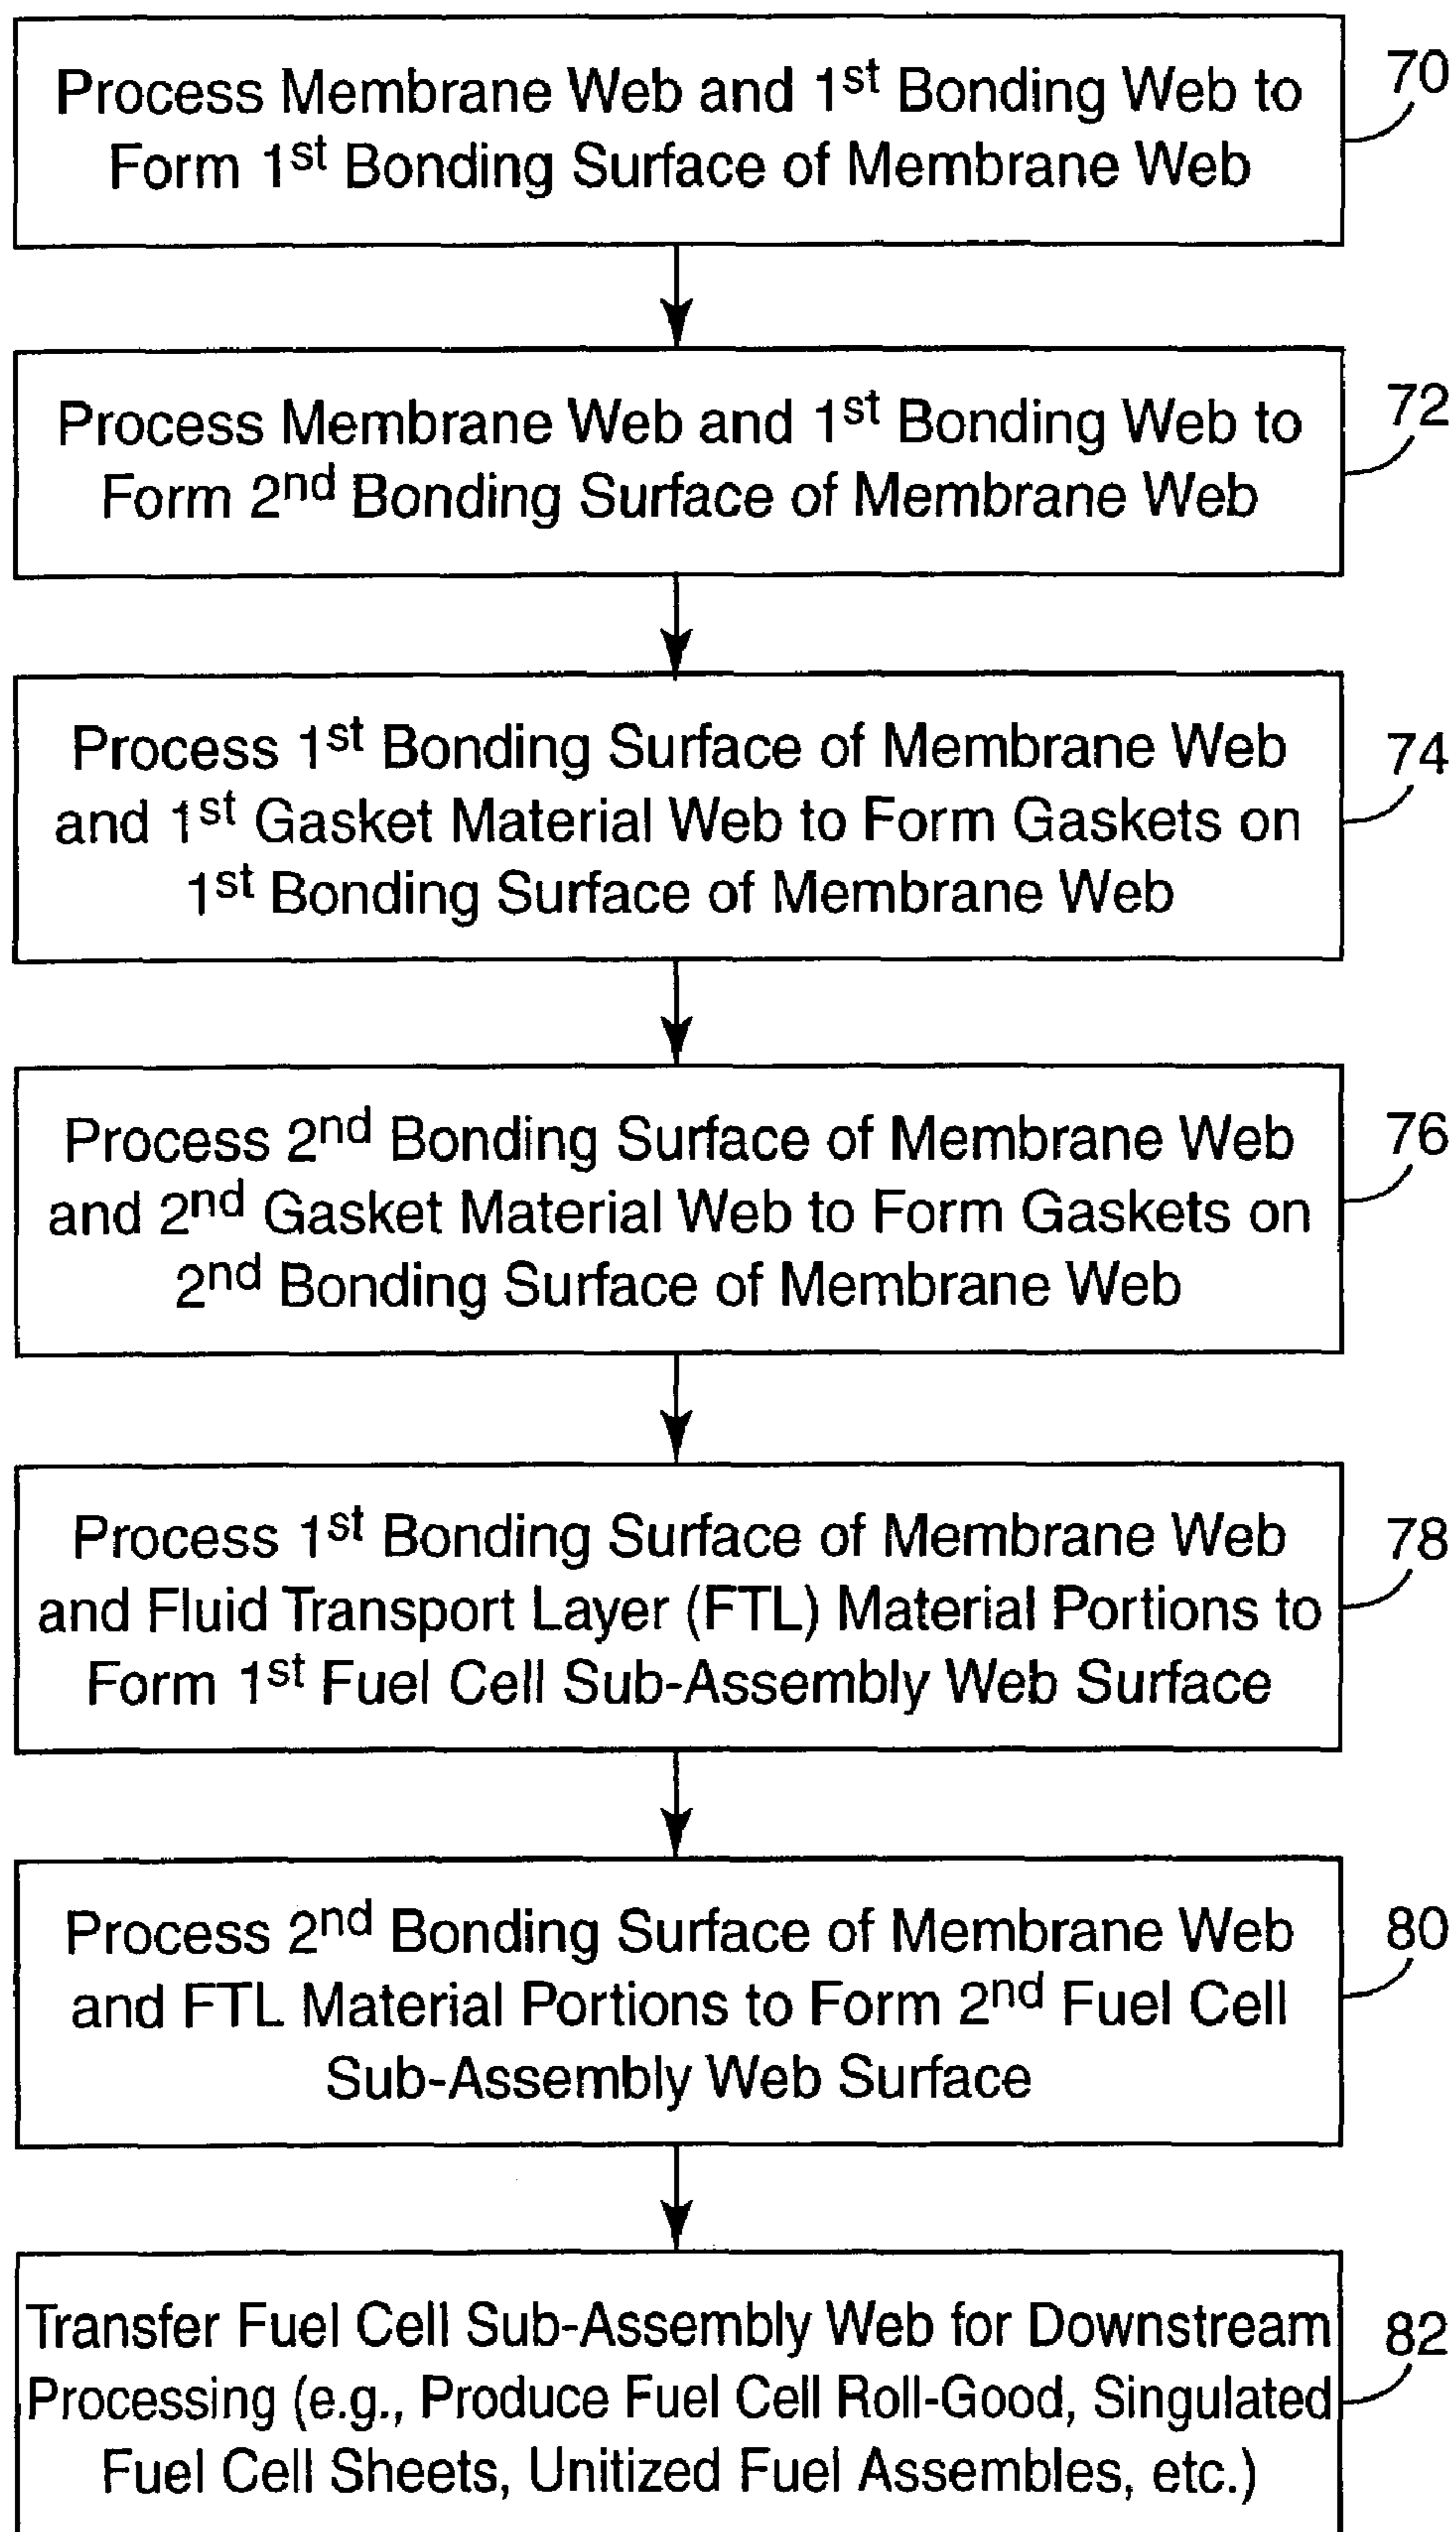 Process Membrane Web and 1st Bonding Web to
Form 1st Bonding Surface of Membrane Web
70
Process Membrane Web and 1st Bonding Web to
Form 2nd Bonding Surface of Membrane Web
72
Process 1st Bonding Surface of Membrane Web
and 1st Gasket Material Web to Form Gaskets on
1st Bonding Surface of Membrane Web
74
Process 2nd Bonding Surface of Membrane Web
and 2nd Gasket Material Web to Form Gaskets on
2nd Bonding Surface of Membrane Web
76
Process 1st Bonding Surface of Membrane Web
and Fluid Transport Layer (FTL) Material Portions to
Form 1st Fuel Cell Sub-Assembly Web Surface
78
Process 2nd Bonding Surface of Membrane Web
and FTL Material Portions to Form 2nd Fuel Cell
Sub-Assembly Web Surface
80
Transfer Fuel Cell Sub-Assembly Web for Downstream
Processing (e.g., Produce Fuel Cell Roll-Good, Singulated
Fuel Cell Sheets, Unitized Fuel Assembles, etc.)
82